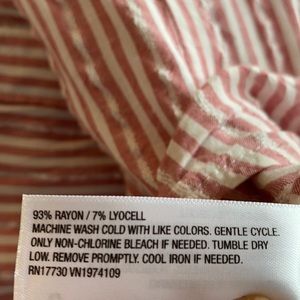 93% RAYON / 7% LYOCELL
MACHINE WASH COLD WITH LIKE COLORS. GENTLE CYCLE.
ONLY NON-CHLORINE BLEACH IF NEEDED. TUMBLE DRY
LOW. REMOVE PROMPTLY. COOL IRON IF NEEDED.
RN17730 VN1974109